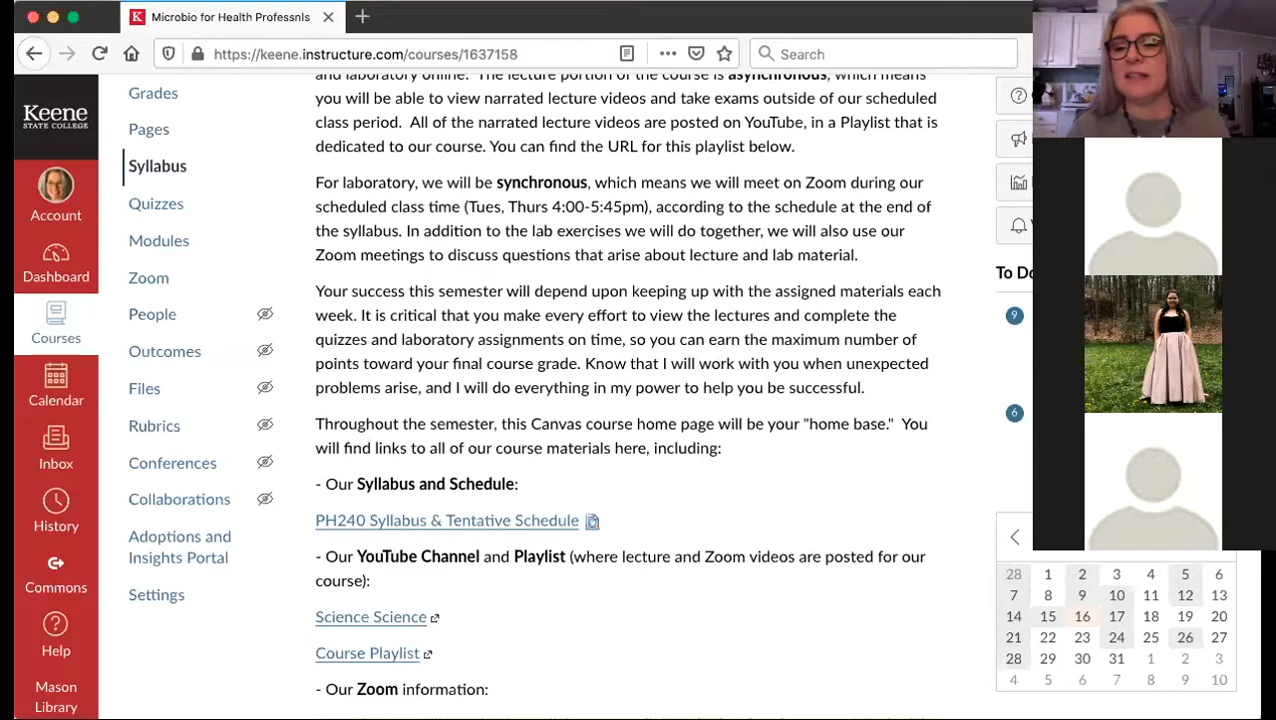 Microbio for Health Professnls
https://keene.instructure.com/courses/1637158
Search
Keene
STATE COLLEGE
Account
Dashboard
Courses
Calendar
Inbox
History
Commons
Help
Mason
Library
Grades
Pages
Syllabus
Quizzes
Modules
Zoom
People
Outcomes
Files
Rubrics
Conferences
Collaborations
Adoptions and
Insights Portal
Settings
and laboratory online. The lecture portion of the course is asynchronous, which means
you will be able to view narrated lecture videos and take exams outside of our scheduled
class period. All of the narrated lecture videos are posted on YouTube, in a Playlist that is
dedicated to our course. You can find the URL for this playlist below.
For laboratory, we will be synchronous, which means we will meet on Zoom during our
scheduled class time (Tues, Thurs 4:00-5:45pm), according to the schedule at the end of
the syllabus. In addition to the lab exercises we will do together, we will also use our
Zoom meetings to discuss questions that arise about lecture and lab material.
Your success this semester will depend upon keeping up with the assigned materials each
week. It is critical that you make every effort to view the lectures and complete the
quizzes and laboratory assignments on time, so you can earn the maximum number of
points toward your final course grade. Know that I will work with you when unexpected
problems arise, and I will do everything in my power to help you be successful.
Throughout the semester, this Canvas course home page will be your "home base." You
will find links to all of our course materials here, including:
- Our Syllabus and Schedule:
PH240 Syllabus & Tentative Schedule
- Our YouTube Channel and Playlist (where lecture and Zoom videos are posted for our
course):
Science Science
Course Playlist
- Our Zoom information:
To Do
9
6
28 1 2 3 4 5 6
7 8 9 10 11 12 13
14 15 16 17 18 19 20
21 22 23 24 25 26 27
28 29 30 31 1 2 3
4 5 6 7 8 9 10